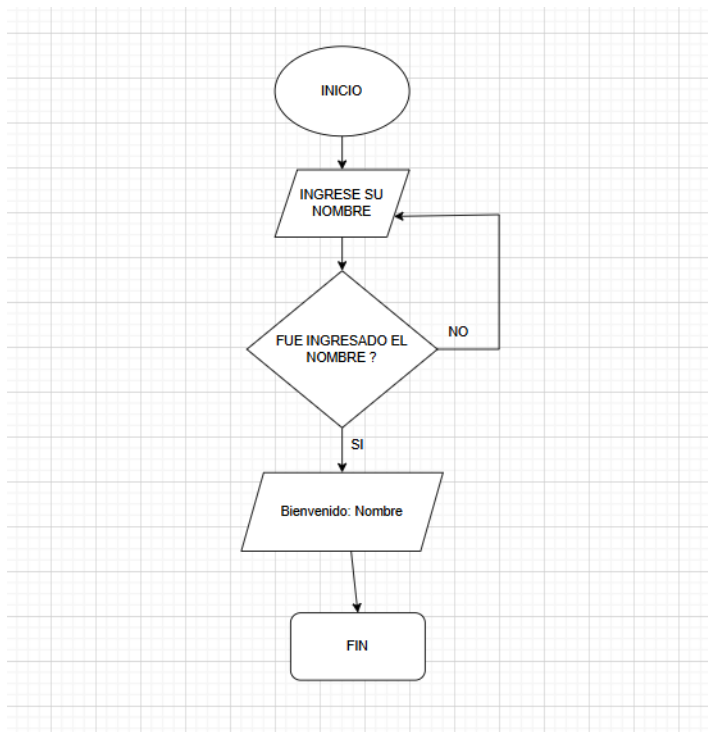 INICIO
INGRESE SU
NOMBRE
FUE INGRESADO EL
NOMBRE ?
NO
SI
Bienvenido: Nombre
FIN